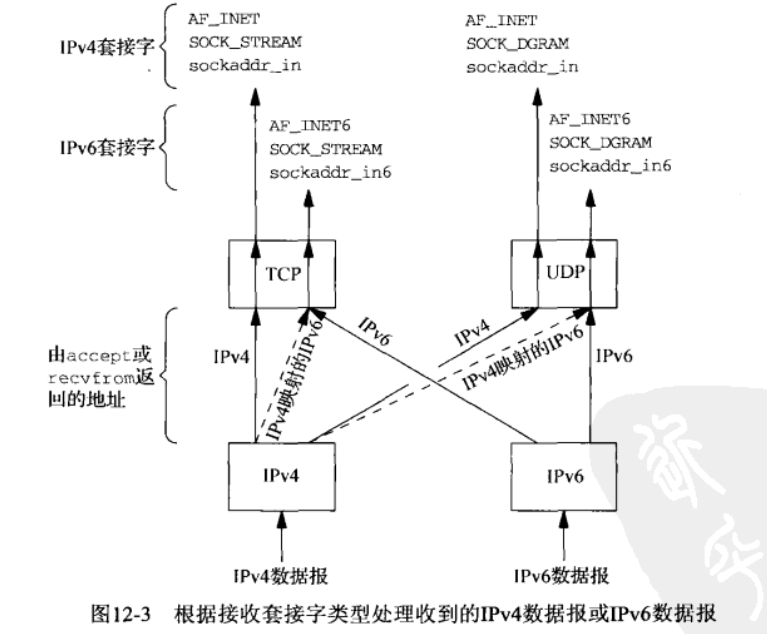 IPv4套接字
AF_INET
SOCK_STREAM
sockaddr_in
AF_INET
SOCK_DGRAM
sockaddr_in
IPv6套接字
AF_INET6
SOCK_STREAM
sockaddr_in6
AF_INET6
SOCK_DGRAM
sockaddr_in6
TCP
UDP
由accept或
recvfrom返
回的地址
IPv4
IPv4映射的IPv6
IPv6
IPv4
IPv4映射的IPv6
IPv6
IPv4
IPv6
IPv4数据报
IPv6数据报
图12-3 根据接收套接字类型处理收到的IPv4数据报或IPv6数据报